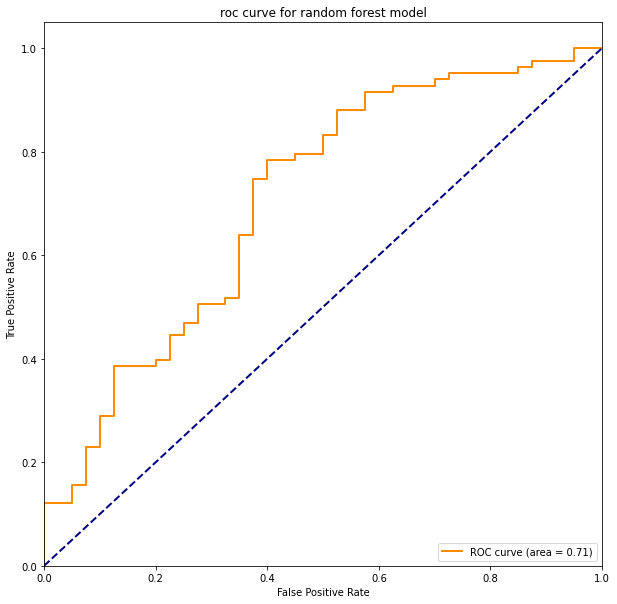 roc curve for random forest model
True Positive Rate
1.0
0.8
0.6
0.4
0.2
0.0
0.0 0.2 0.4 0.6 0.8 1.0
False Positive Rate
ROC curve (area = 0.71)